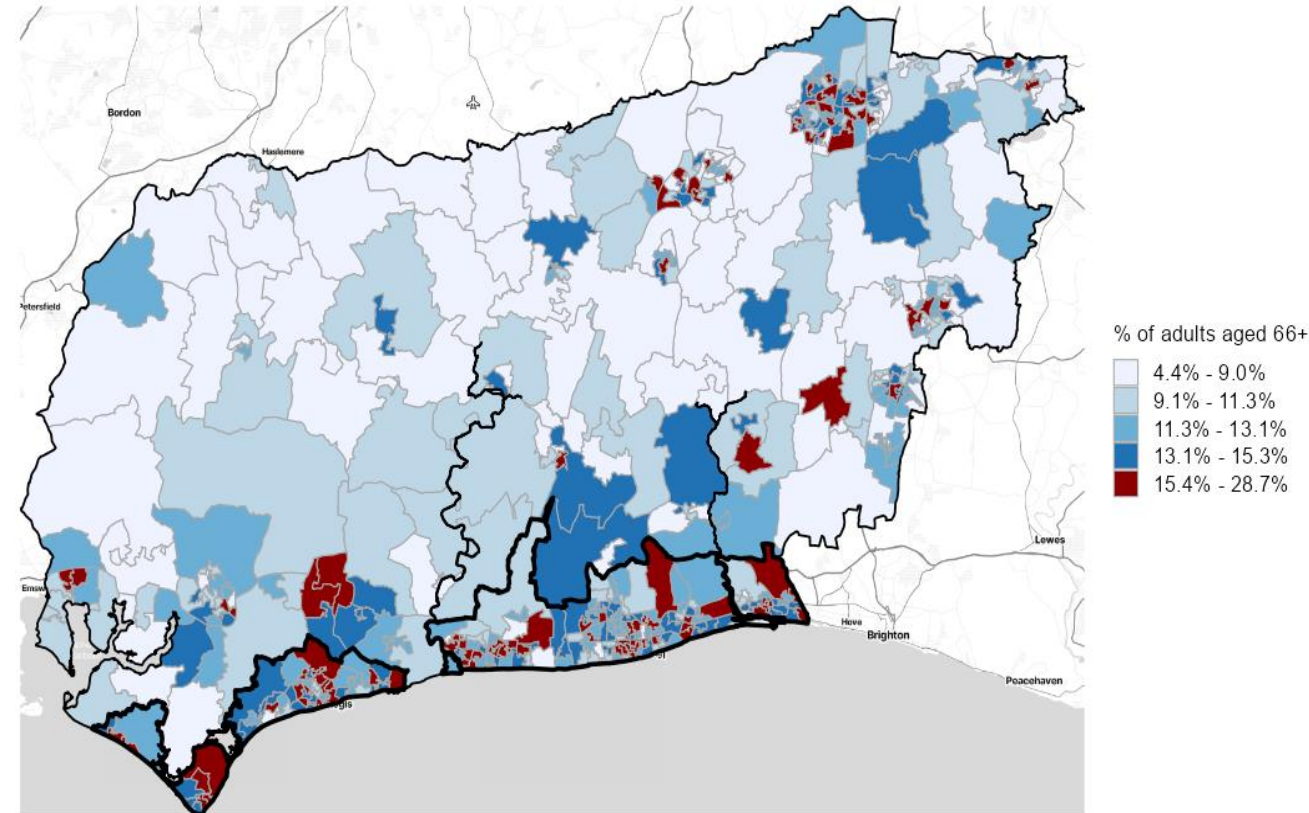 Bordon
Haslemere
Petersfield
Emsw
Lewes
Hove
Brighton
Peacehaven
% of adults aged 66+
4.4% - 9.0%
9.1% - 11.3%
11.3% - 13.1%
13.1% - 15.3%
15.4% - 28.7%